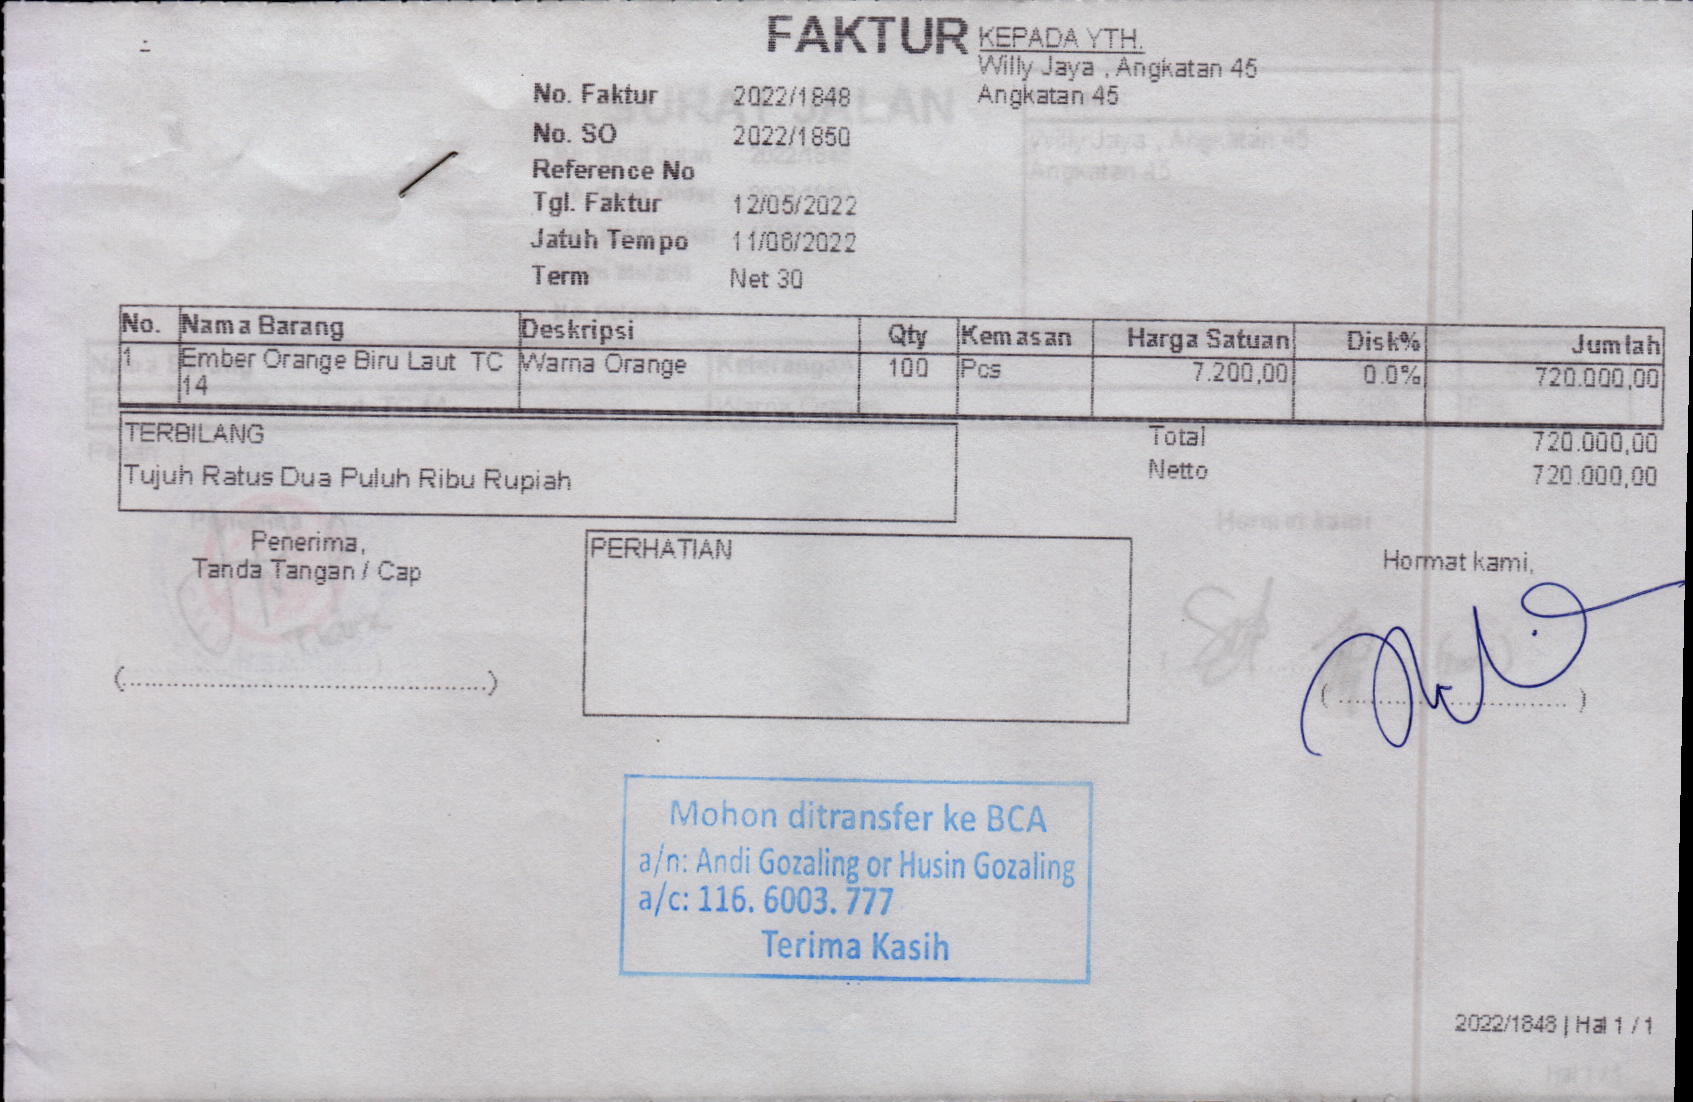 FAKTUR
KEPADA YTH.
Willy Jaya , Angkatan 45
Angkatan 45
No. Faktur 2022/1848
No. SO 2022/1850
Reference No
Tgl. Faktur 12/05/2022
Jatuh Tempo 11/06/2022
Term Net 30
No. Nama Barang Deskripsi Qty Kemasan Harga Satuan Disk% Jumlah
1 Ember Orange Biru Laut TC Warna Orange 100 Pcs 7.200,00 0.0% 720.000,00
14
TERBILANG
Tujuh Ratus Dua Puluh Ribu Rupiah
Total 720.000,00
Netto 720.000,00
Penerima,
Tanda Tangan / Cap
(..........................................)
PERHATIAN
Hormat kami,
( .......................... )
Mohon ditransfer ke BCA
a/n: Andi Gozaling or Husin Gozaling
a/c: 116. 6003. 777
Terima Kasih
2022/1848 | Hal 1 / 1